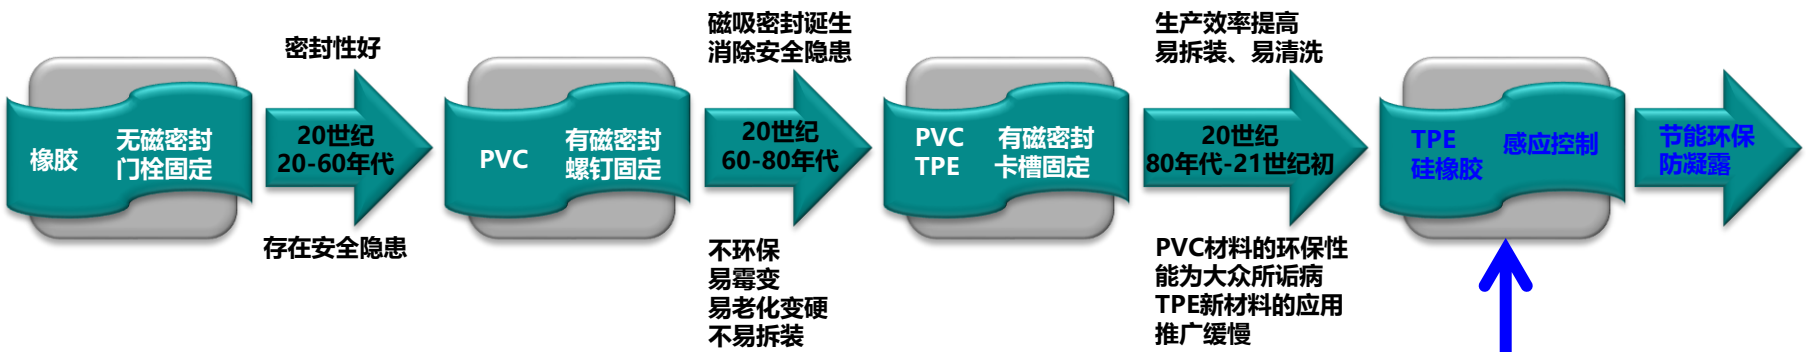 橡胶
无磁密封
门栓固定
密封性好
20世纪
20-60年代
存在安全隐患
PVC
有磁密封
螺钉固定
磁吸密封诞生
消除安全隐患
20世纪
60-80年代
不环保
易霉变
易老化变硬
不易拆装
PVC
TPE
有磁密封
卡槽固定
生产效率提高
易拆装、易清洗
20世纪
80年代-21世纪初
PVC材料的环保性
能为大众所诟病
TPE新材料的应用
推广缓慢
TPE
硅橡胶
感应控制
节能环保
防凝露